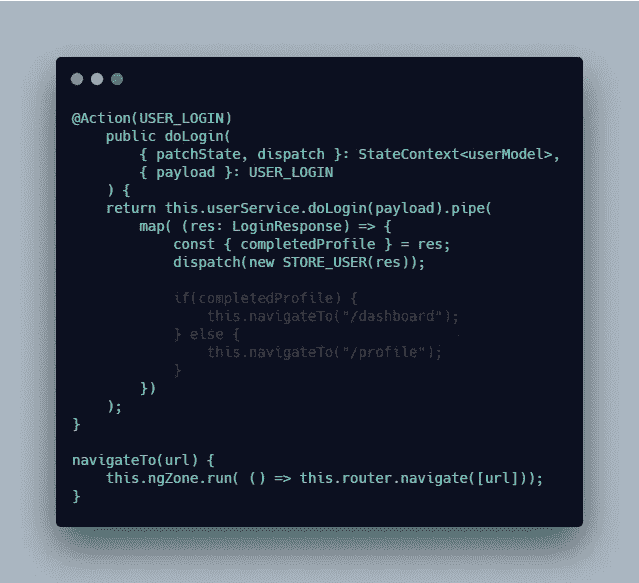 @Action(USER_LOGIN)
    public doLogin(
        { patchState, dispatch }: StateContext<userModel>,
        { payload }: USER_LOGIN
    ) {
    return this.userService.doLogin(payload).pipe(
        map( (res: LoginResponse) => {
            const { completedProfile } = res;
            dispatch(new STORE_USER(res));
            if(completedProfile) {
                this.navigateTo("/dashboard");
            } else {
                this.navigateTo("/profile");
            }
        })
    );
}
navigateTo(url) {
    this.ngZone.run( () => this.router.navigate([url]));
}